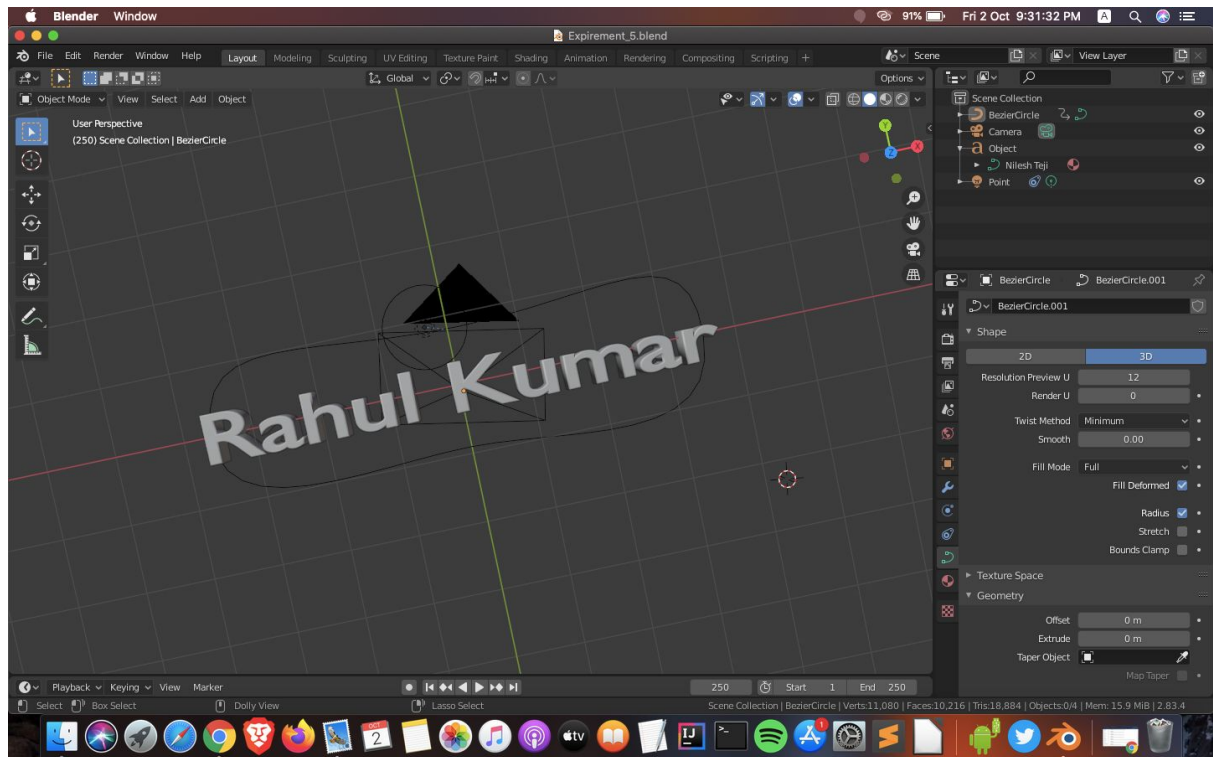 Blender Window 91% Fri 2 Oct 9:31:32 PM A
Expirement_5.blend
File Edit Render Window Help Layout Modeling Sculpting UV Editing Texture Paint Shading Animation Rendering Compositing Scripting + Scene View Layer
Global Options
Object Mode View Select Add Object
User Perspective
(250) Scene Collection | BezierCircle
Y
X
Z
Scene Collection
BezierCircle
Camera
Object
Nilesh Teji
Point
BezierCircle BezierCircle.001
BezierCircle.001
Shape
2D 3D
Resolution Preview U 12
Render U 0
Twist Method Minimum
Smooth 0.00
Fill Mode Full
Fill Deformed
Radius
Stretch
Bounds Clamp
Texture Space
Geometry
Offset 0 m
Extrude 0 m
Taper Object
Map Taper
Rahul Kumar
Playback Keying View Marker 250 Start 1 End 250
Select Box Select Dolly View Lasso Select Scene Collection | BezierCircle | Verts:11,080 | Faces:10,216 | Tris:18,884 | Objects:0/4 | Mem: 15.9 MiB | 2.83.4
OCT
2
tv
IJ
1